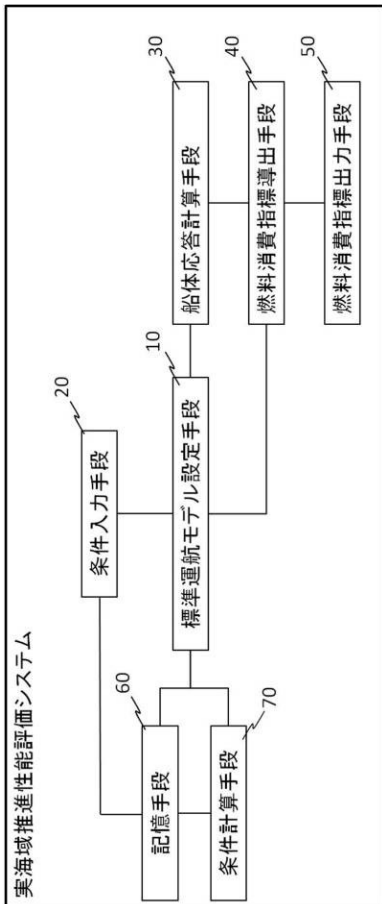 実海域推進性能評価システム
20
条件入力手段
60
記憶手段
10
標準運航モデル設定手段
30
船体応答計算手段
70
条件計算手段
40
燃料消費指標導出手段
50
燃料消費指標出力手段